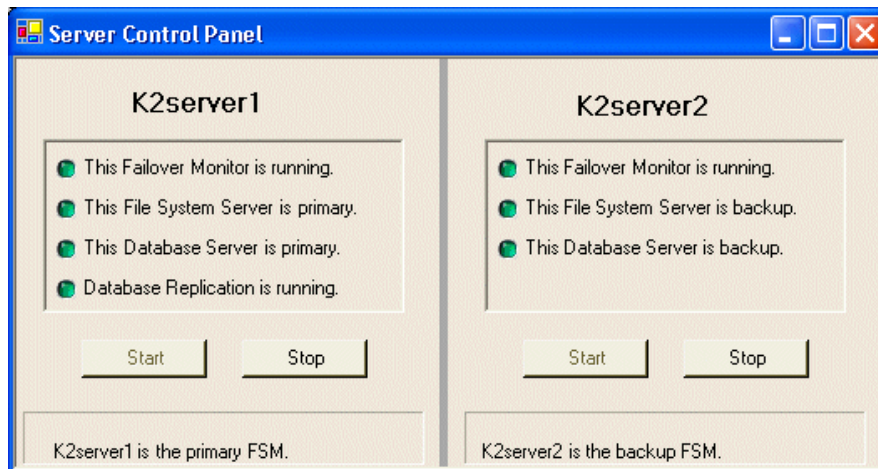 Server Control Panel
K2server1
This Failover Monitor is running.
This File System Server is primary.
This Database Server is primary.
Database Replication is running.
Start
Stop
K2server1 is the primary FSM.
K2server2
This Failover Monitor is running.
This File System Server is backup.
This Database Server is backup.
Start
Stop
K2server2 is the backup FSM.